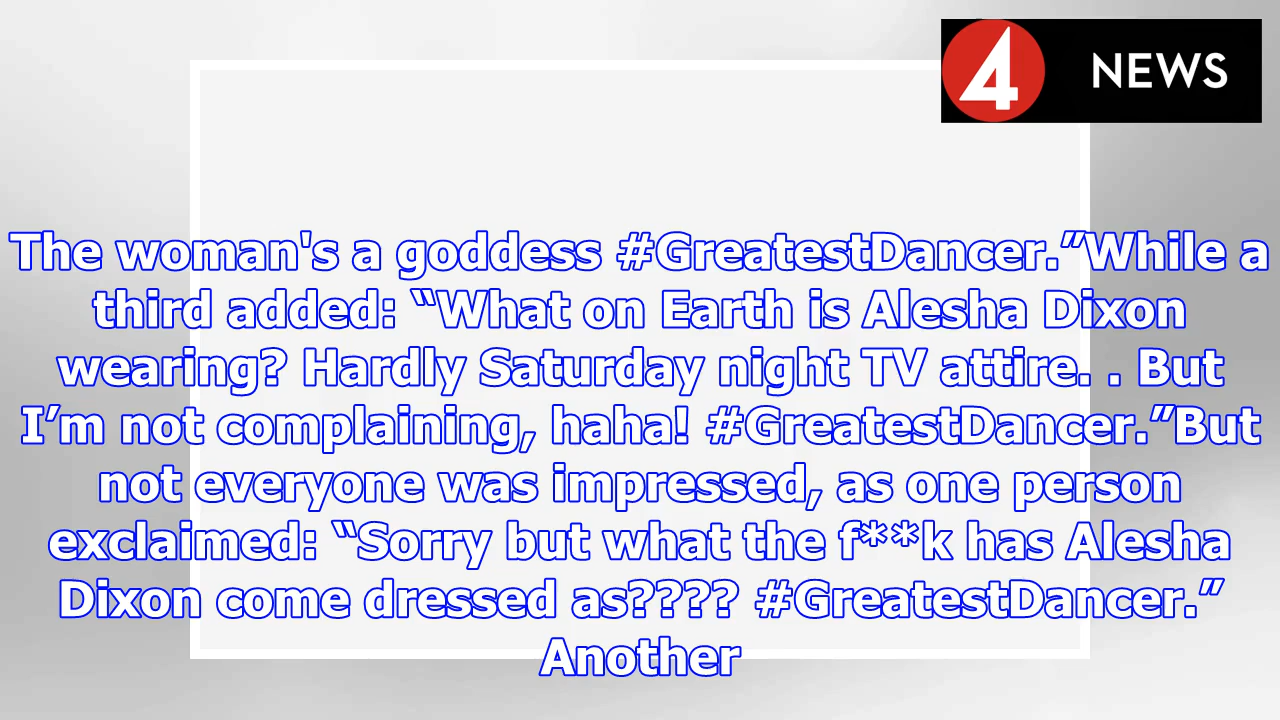 4 NEWS
The woman's a goddess #GreatestDancer.”While a
third added: “What on Earth is Alesha Dixon
wearing? Hardly Saturday night TV attire. . But
I’m not complaining, haha! #GreatestDancer.”But
not everyone was impressed, as one person
exclaimed: “Sorry but what the f**k has Alesha
Dixon come dressed as???? #GreatestDancer.”
Another